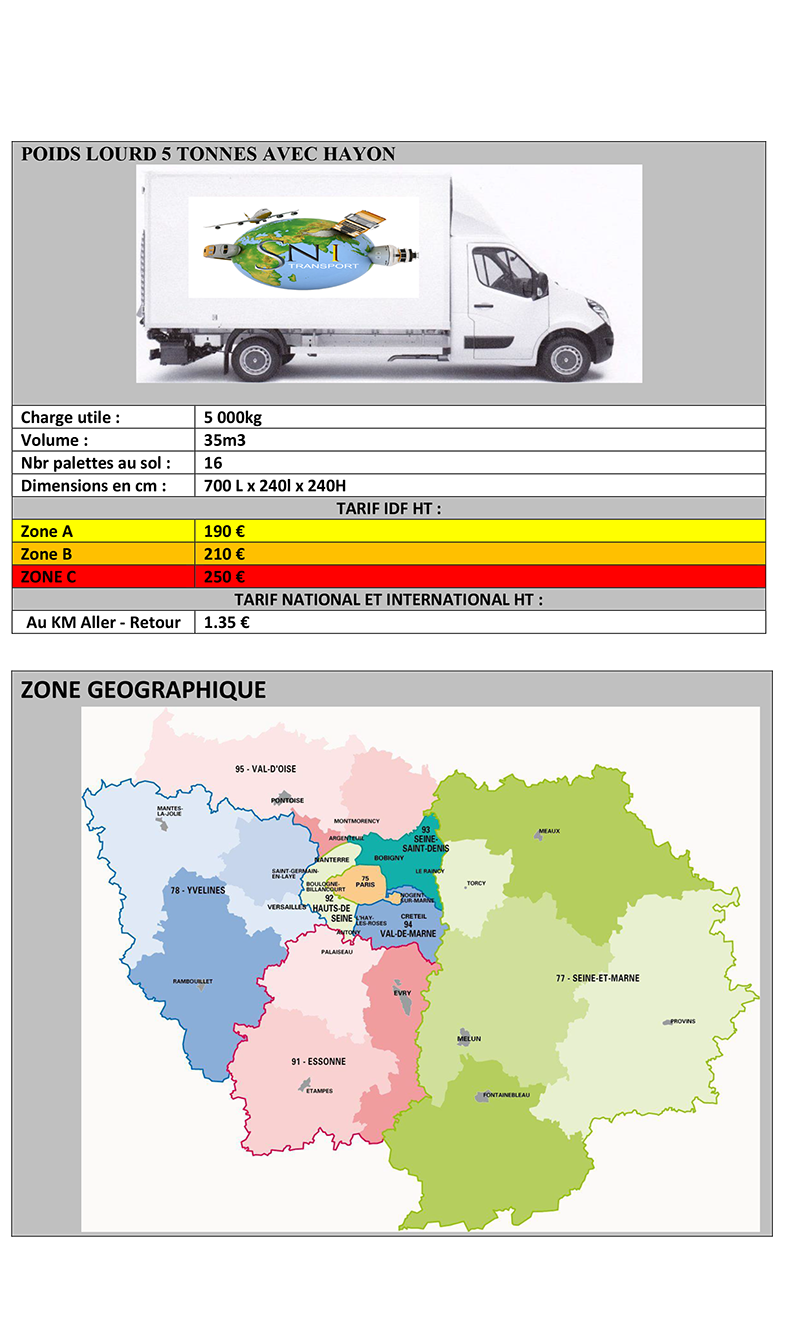 POIDS LOURD 5 TONNES AVEC HAYON
SNI
TRANSPORT
Charge utile : 5 000kg
Volume : 35m3
Nbr palettes au sol : 16
Dimensions en cm : 700 L x 240l x 240H
TARIF IDF HT :
Zone A 190 €
Zone B 210 €
ZONE C 250 €
TARIF NATIONAL ET INTERNATIONAL HT :
Au KM Aller - Retour 1.35 €
ZONE GEOGRAPHIQUE
95 - VAL-D'OISE
PONTOISE
MANTES-
LA-JOLIE
MONTMORENCY
ARGENTEUIL
93
SEINE-
SAINT-DENIS
MEAUX
NANTERRE
BOBIGNY
SAINT-GERMAIN-
EN-LAYE
LE RAINCY
75
PARIS
TORCY
BOULOGNE-
BILLANCOURT
78 - YVELINES
NOGENT-
SUR-MARNE
92
HAUTS-DE
SEINE
VERSAILLES
L'HAY-
LES-ROSES
CRETEIL
94
VAL-DE-MARNE
ANTONY
PALAISEAU
RAMBOUILLET
77 - SEINE-ET-MARNE
EVRY
PROVINS
MELUN
91 - ESSONNE
ETAMPES
FONTAINEBLEAU